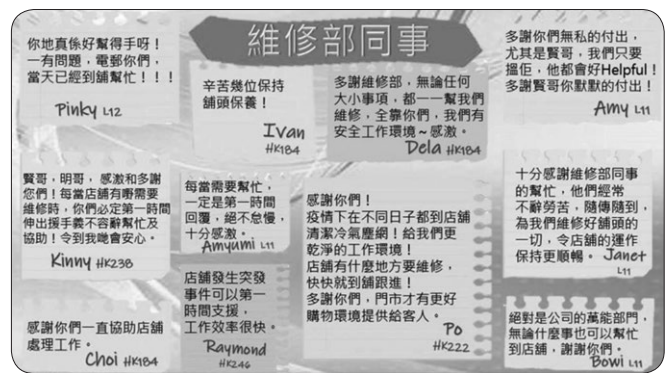 維修部同事
你地真係好幫得手呀！
一有問題，電郵你們，
當天已經到舖幫忙！！！
Pinky L12
辛苦幾位保持
舖頭保養！
Ivan
HK184
多謝維修部，無論任何
大小事項，都一一幫我們
維修，全靠你們，我們有
安全工作環境~感激。
Dela HK184
多謝你們無私的付出，
尤其是賢哥，我們只要
搵佢，他都會好Helpful！
多謝賢哥你默默的付出！
Amy L11
賢哥，明哥，感激和多謝
您們！每當店舖有嘢需要
維修時，你們必定第一時間
伸出援手義不容辭幫忙及
協助！令到我哋會安心。
Kinny HK238
每當需要幫忙，
一定是第一時間
回覆，絕不怠慢，
十分感激。
Amyumi L11
感謝你們！
疫情下在不同日子都到店舖
清潔冷氣塵網！給我們更
乾淨的工作環境！
店舖有什麼地方要維修，
快快就到舖跟進！
多謝你們，門市才有更好
購物環境提供給客人。
Po
HK222
十分感謝維修部同事
的幫忙，他們經常
不辭勞苦，隨傳隨到，
為我們維修好舖頭的
一切，令店舖的運作
保持更順暢。 Janet
L11
感謝你們一直協助店舖
處理工作。
Choi HK184
店舖發生突發
事件可以第一
時間支援，
工作效率很快。
Raymond
HK246
絕對是公司的萬能部門，
無論什麼事也可以幫忙
到店舖，謝謝你們。
Bowi L11